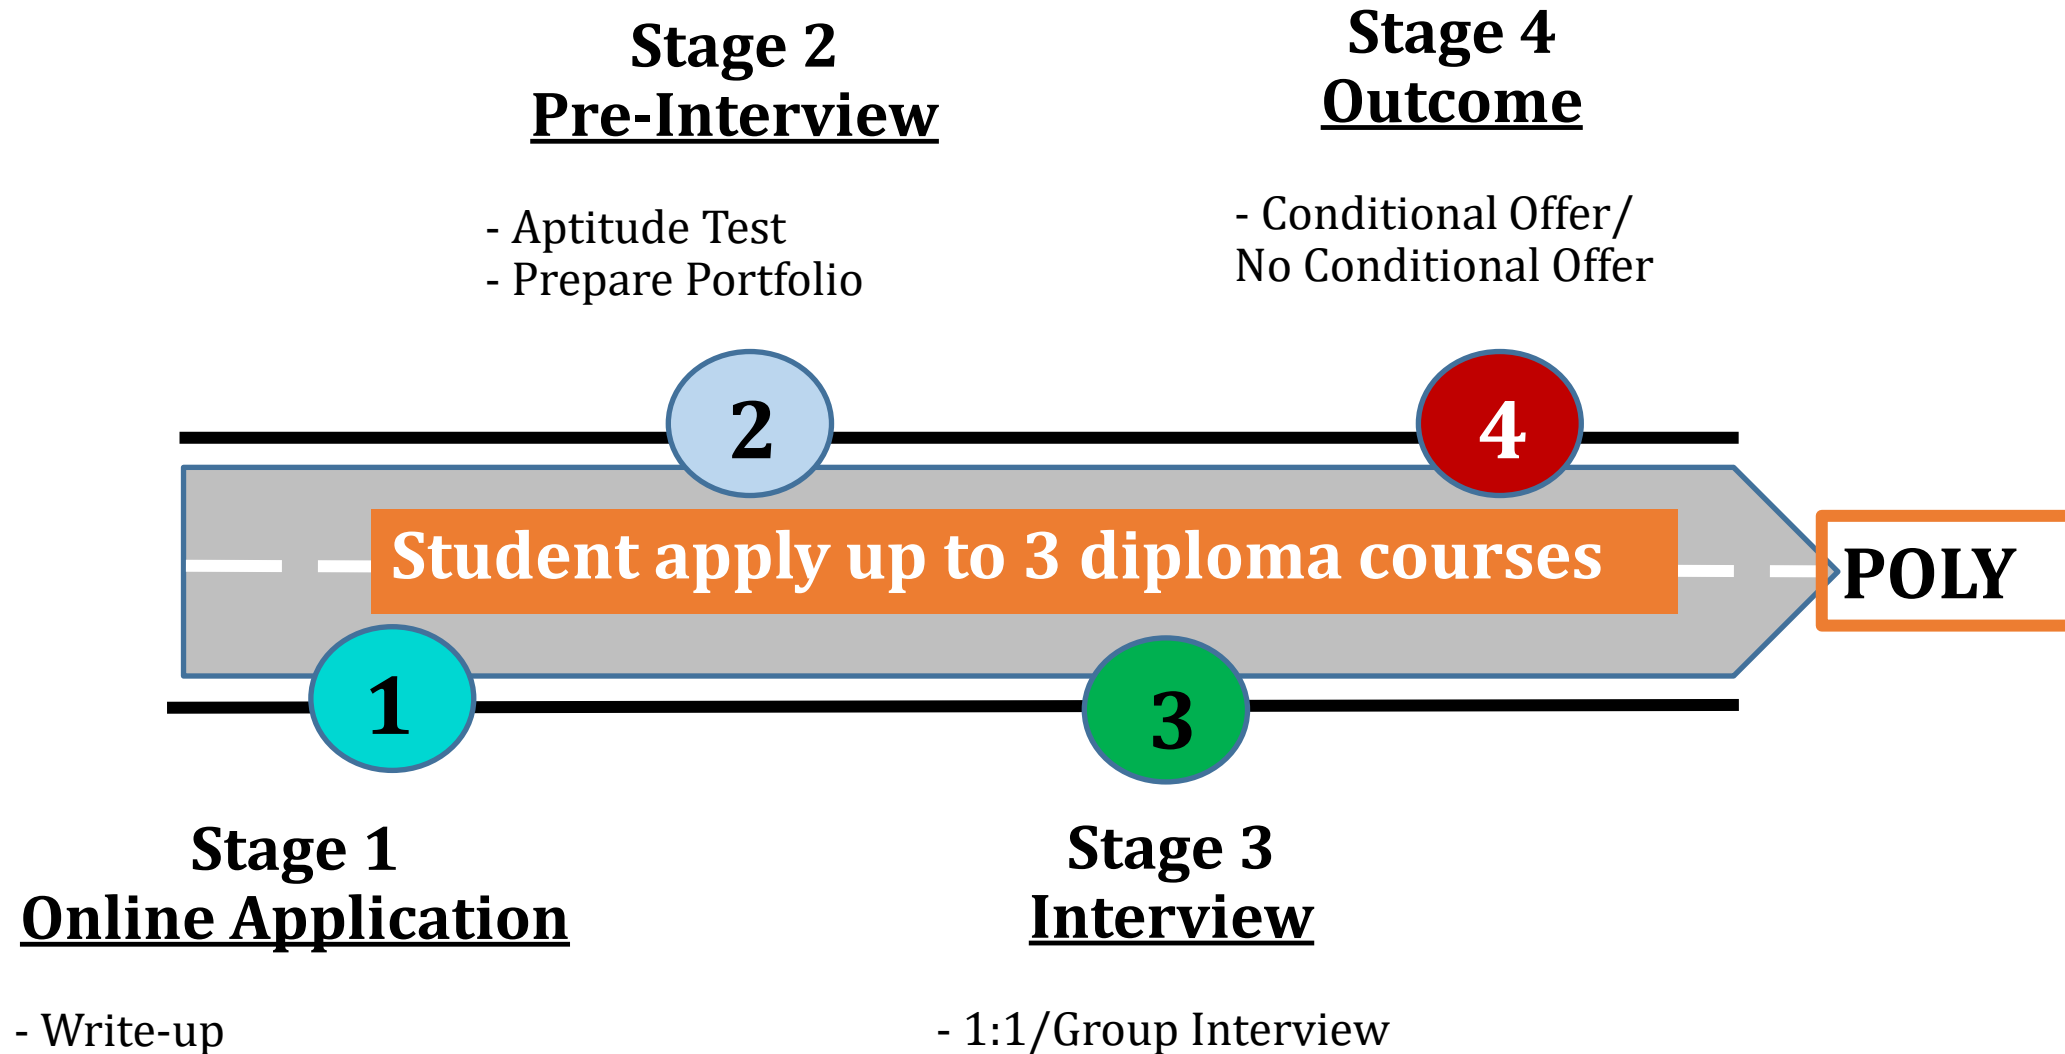 Stage 2
Pre-Interview
- Aptitude Test
- Prepare Portfolio
Stage 4
Outcome
- Conditional Offer/
No Conditional Offer
2
4
Student apply up to 3 diploma courses
POLY
1
3
Stage 1
Online Application
- Write-up
Stage 3
Interview
- 1:1/Group Interview